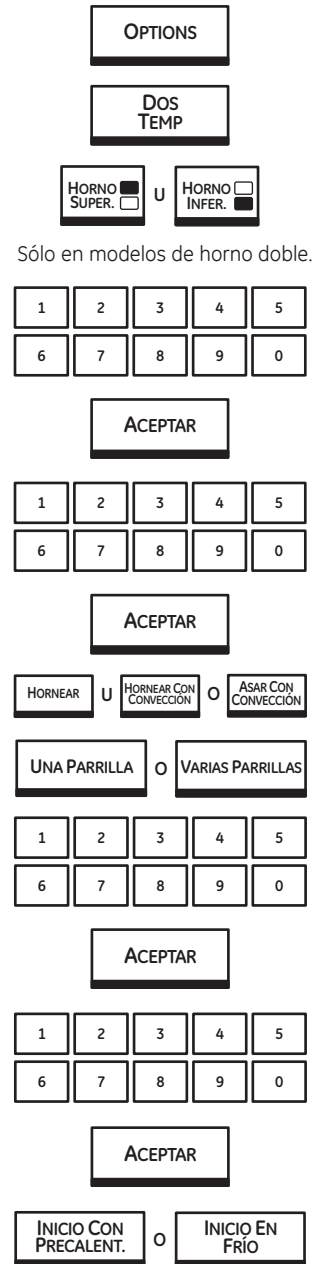 OPTIONS
DOS
TEMP
HORNO
SUPER.
U
HORNO
INFER.
Sólo en modelos de horno doble.
1 2 3 4 5
6 7 8 9 0
ACEPTAR
1 2 3 4 5
6 7 8 9 0
ACEPTAR
HORNEAR U HORNEAR CON CONVECCIÓN O ASAR CON CONVECCIÓN
UNA PARRILLA O VARIAS PARRILLAS
1 2 3 4 5
6 7 8 9 0
ACEPTAR
1 2 3 4 5
6 7 8 9 0
ACEPTAR
INICIO CON
PRECALENT.
O
INICIO EN
FRÍO